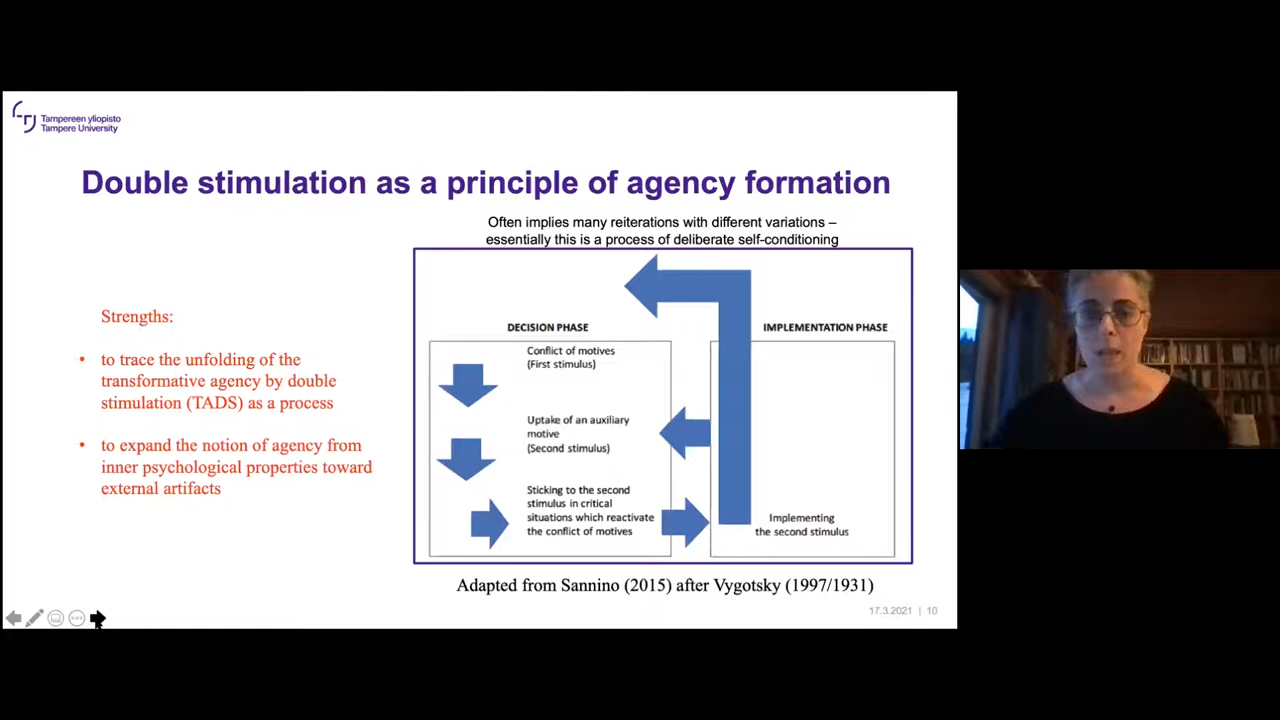 Tampereen yliopisto
Tampere University
Double stimulation as a principle of agency formation
Often implies many reiterations with different variations –
essentially this is a process of deliberate self-conditioning
Strengths:
• to trace the unfolding of the
transformative agency by double
stimulation (TADS) as a process
• to expand the notion of agency from
inner psychological properties toward
external artifacts
DECISION PHASE
Conflict of motives
(First stimulus)
Uptake of an auxiliary
motive
(Second stimulus)
Sticking to the second
stimulus in critical
situations which reactivate
the conflict of motives
IMPLEMENTATION PHASE
Implementing
the second stimulus
Adapted from Sannino (2015) after Vygotsky (1997/1931)
17.3.2021 | 10